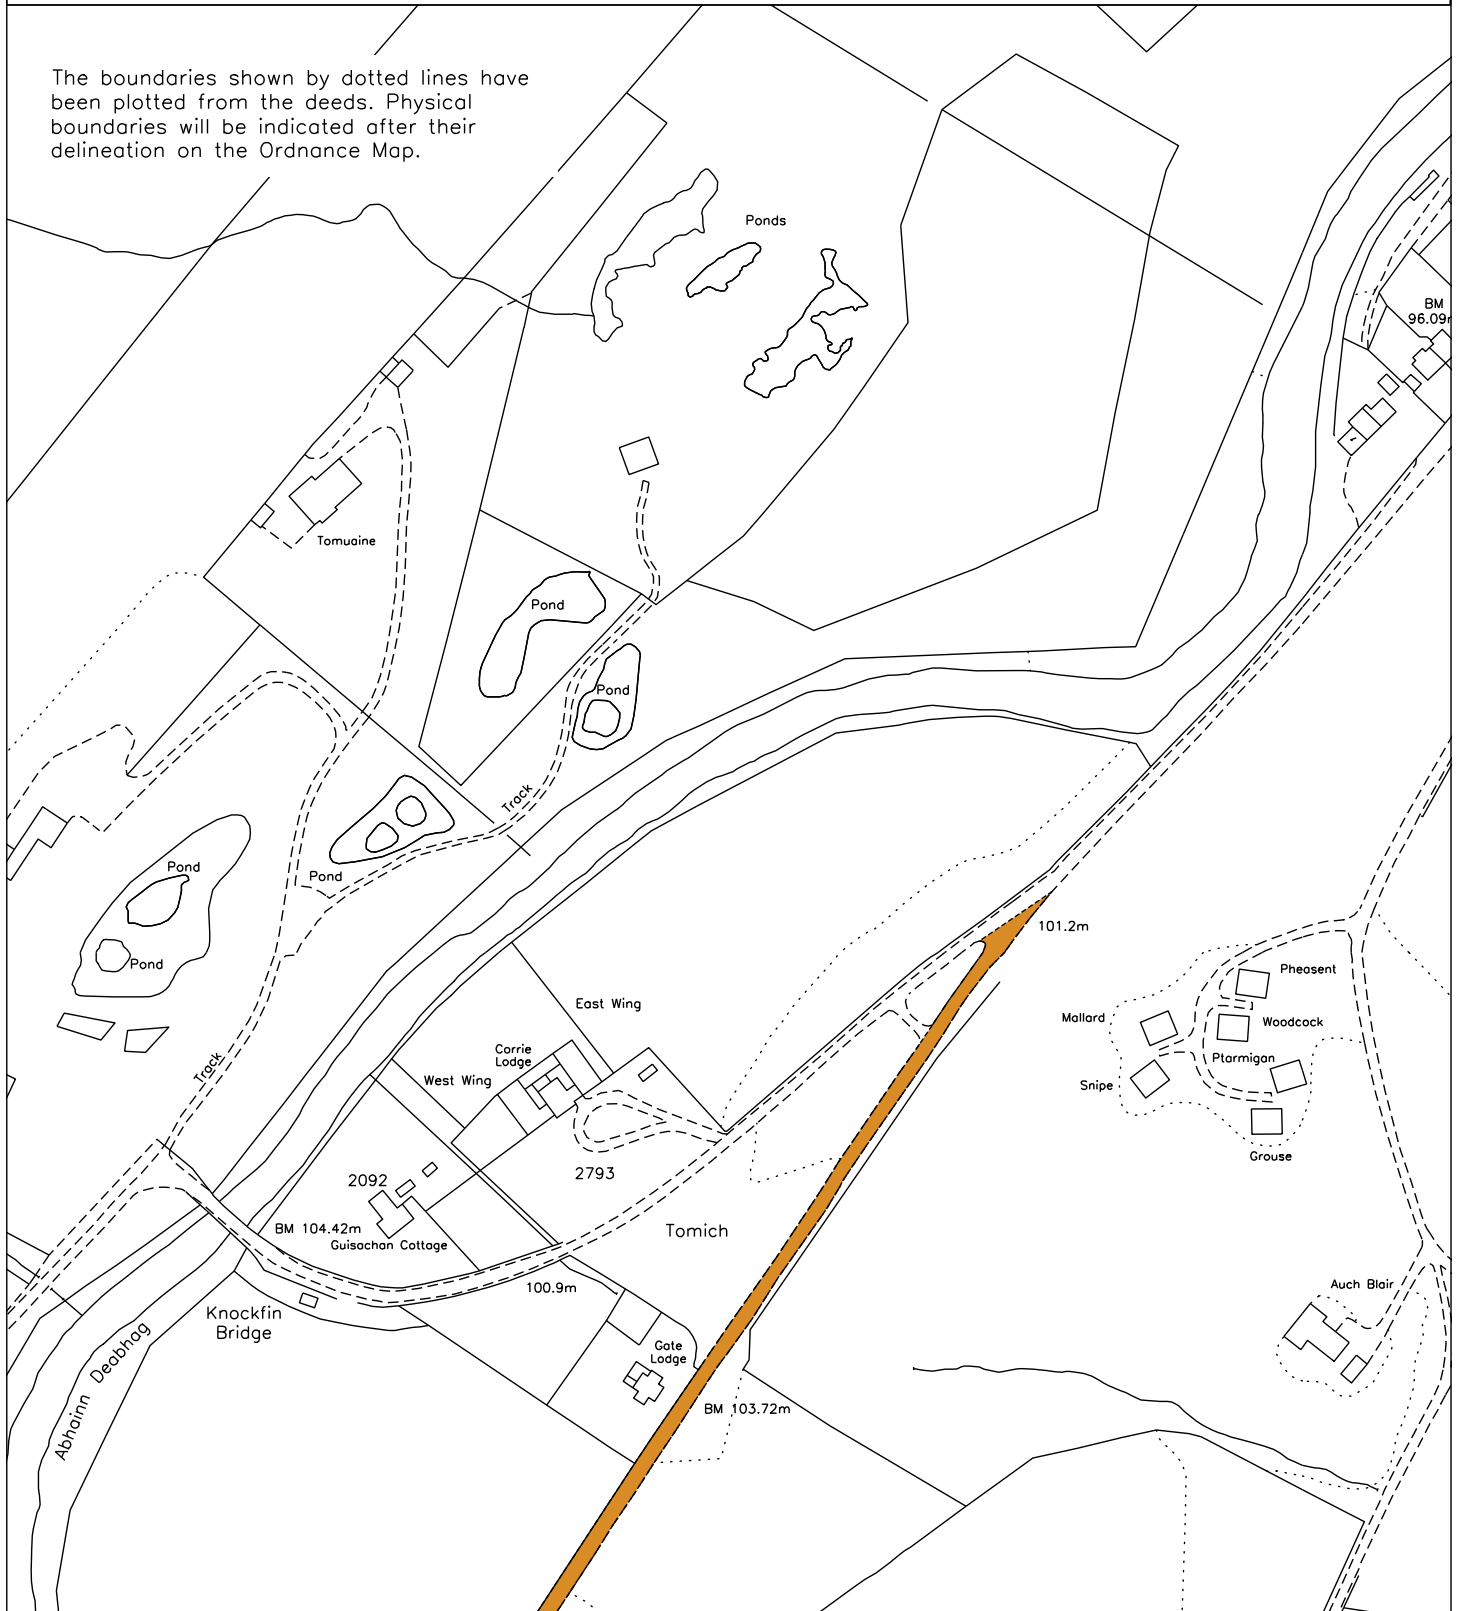 The boundaries shown by dotted lines have
been plotted from the deeds. Physical
boundaries will be indicated after their
delineation on the Ordnance Map.
Ponds
BM
96.09m
Tomuaine
Pond
Pond
Track
Pond
Pond
Pond
101.2m
Pheasent
Mallard
Woodcock
Ptarmigan
Snipe
Grouse
East Wing
Corrie
Lodge
West Wing
Track
2092
2793
BM 104.42m
Guisachan Cottage
Tomich
100.9m
Knockfin
Bridge
Auch Blair
Gate
Lodge
BM 103.72m
Abhainn Deabhag